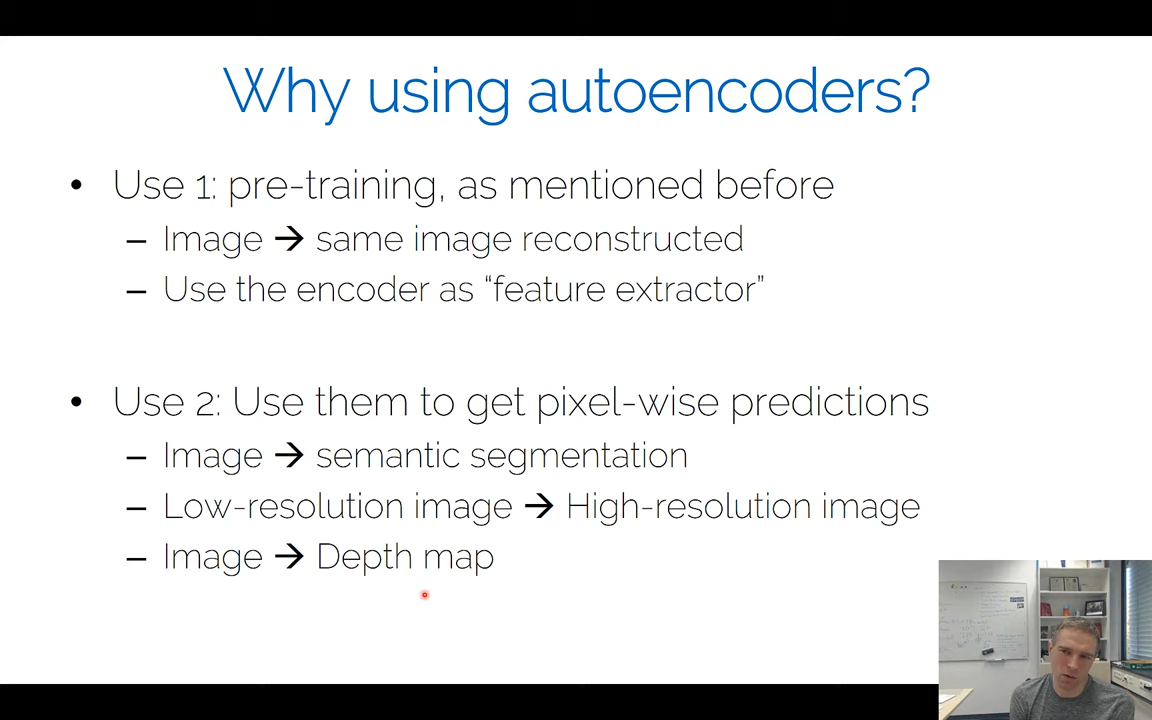 Why using autoencoders?
• Use 1: pre-training, as mentioned before
– Image → same image reconstructed
– Use the encoder as “feature extractor”
• Use 2: Use them to get pixel-wise predictions
– Image → semantic segmentation
– Low-resolution image → High-resolution image
– Image → Depth map